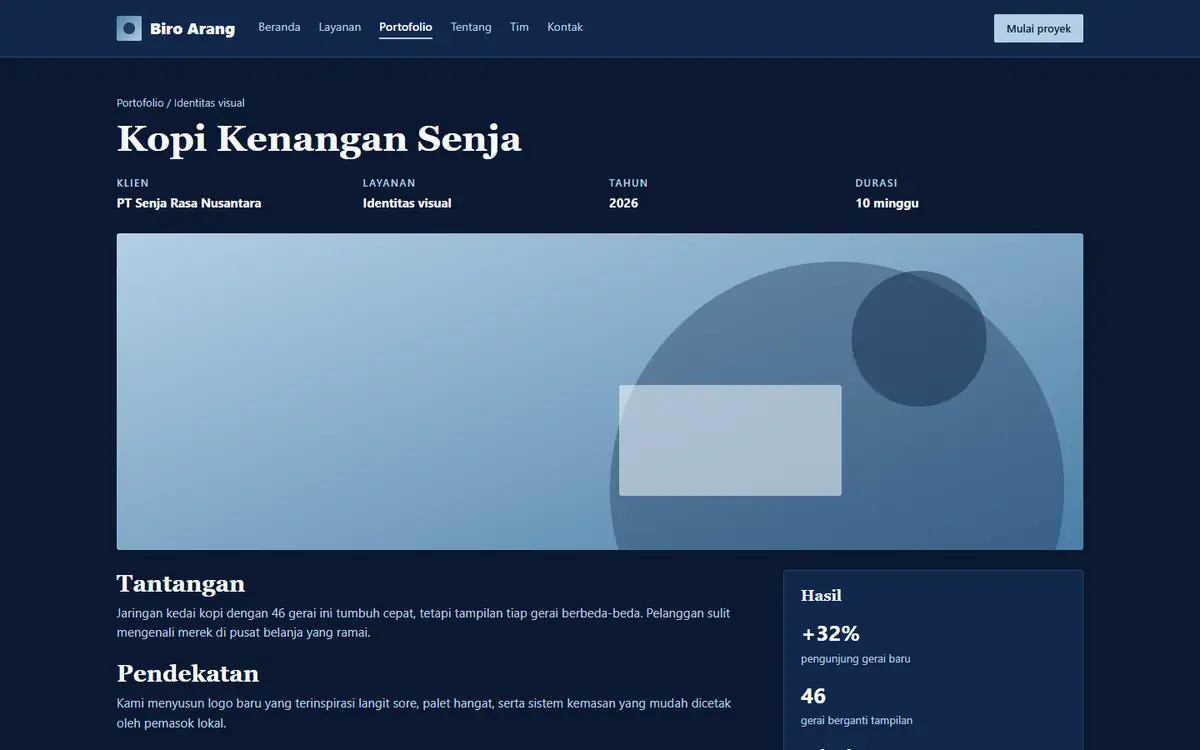 Biro Arang
Beranda
Layanan
Portofolio
Tentang
Tim
Kontak
Mulai proyek
Portofolio / Identitas visual
Kopi Kenangan Senja
KLIEN
PT Senja Rasa Nusantara
LAYANAN
Identitas visual
TAHUN
2026
DURASI
10 minggu
Tantangan
Jaringan kedai kopi dengan 46 gerai ini tumbuh cepat, tetapi tampilan tiap gerai berbeda-beda. Pelanggan sulit
mengenali merek di pusat belanja yang ramai.
Pendekatan
Kami menyusun logo baru yang terinspirasi langit sore, palet hangat, serta sistem kemasan yang mudah dicetak
oleh pemasok lokal.
Hasil
+32%
pengunjung gerai baru
46
gerai berganti tampilan